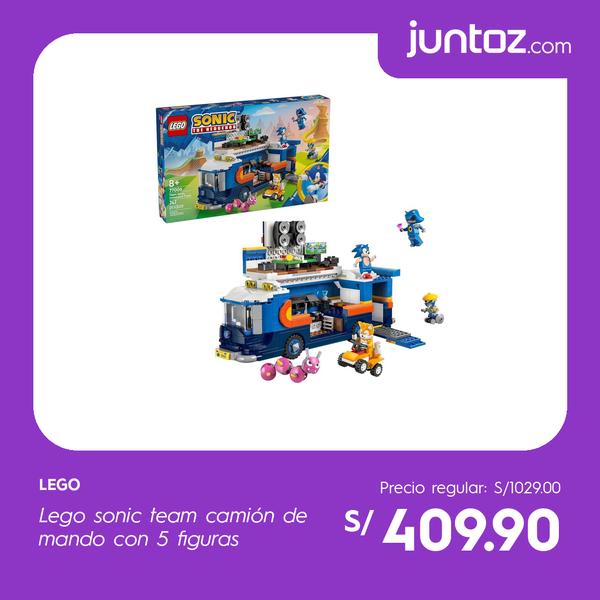 juntoz.com
LEGO
SONIC
THE HEDGEHOG
8+
77006
LEGO
Precio regular: S/1029.00
Lego sonic team camión de
mando con 5 figuras
S/ 409.90